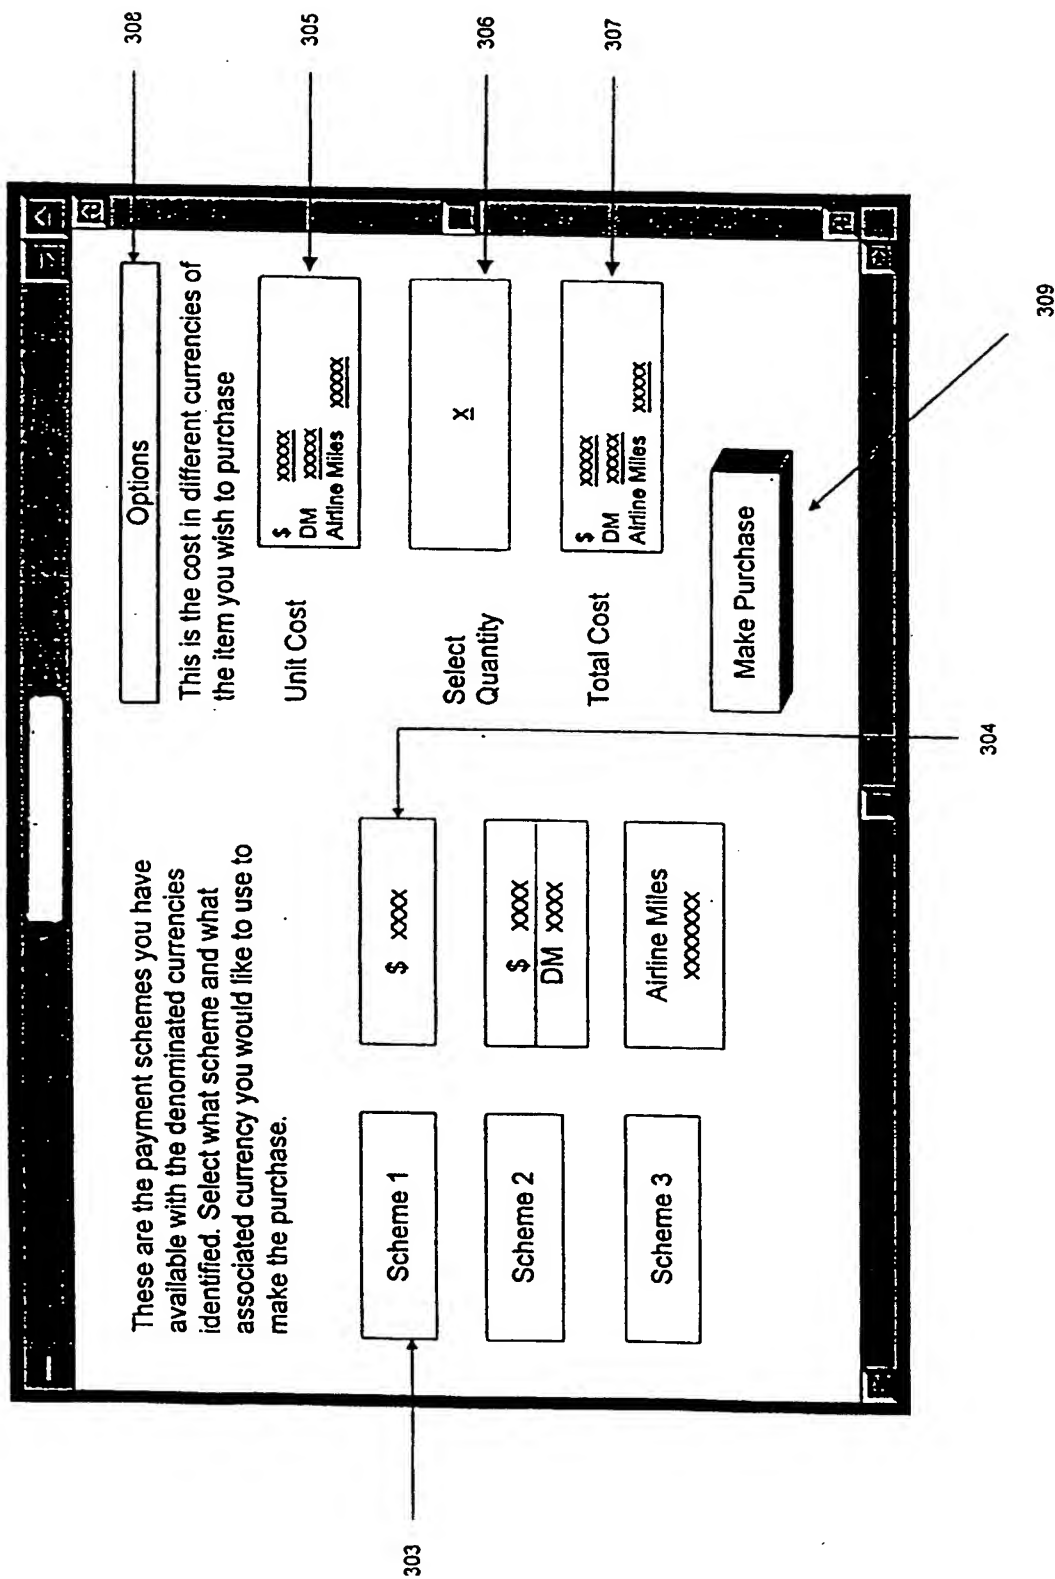 These are the payment schemes you have
available with the denominated currencies
identified. Select what scheme and what
associated currency you would like to use to
make the purchase.
303
Scheme 1
$ xxxx
304
Scheme 2
$ xxxx
DM xxxx
Scheme 3
Airline Miles
xxxxxxx
Options
308
This is the cost in different currencies of
the item you wish to purchase
Unit Cost
$ xxxxx
DM xxxxx
Airline Miles xxxxx
305
Select
Quantity
x
306
Total Cost
$ xxxxx
DM xxxxx
Airline Miles xxxxx
307
Make Purchase
309